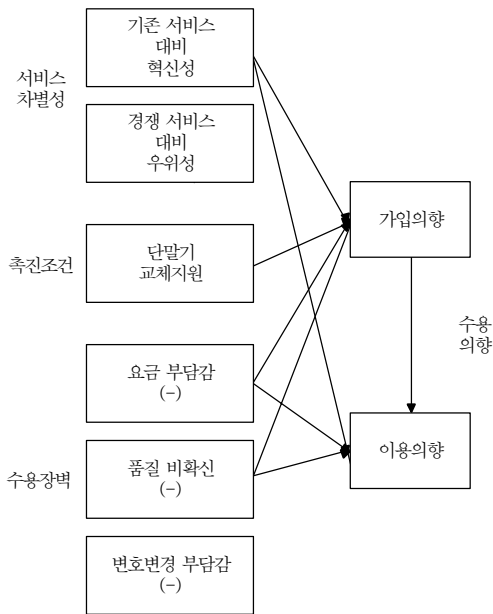 서비스
차별성
기존 서비스
대비
혁신성
경쟁 서비스
대비
우위성
촉진조건
단말기
교체지원
수용장벽
요금 부담감
(-)
품질 비확신
(-)
번호변경 부담감
(-)
가입의향
수용
의향
이용의향